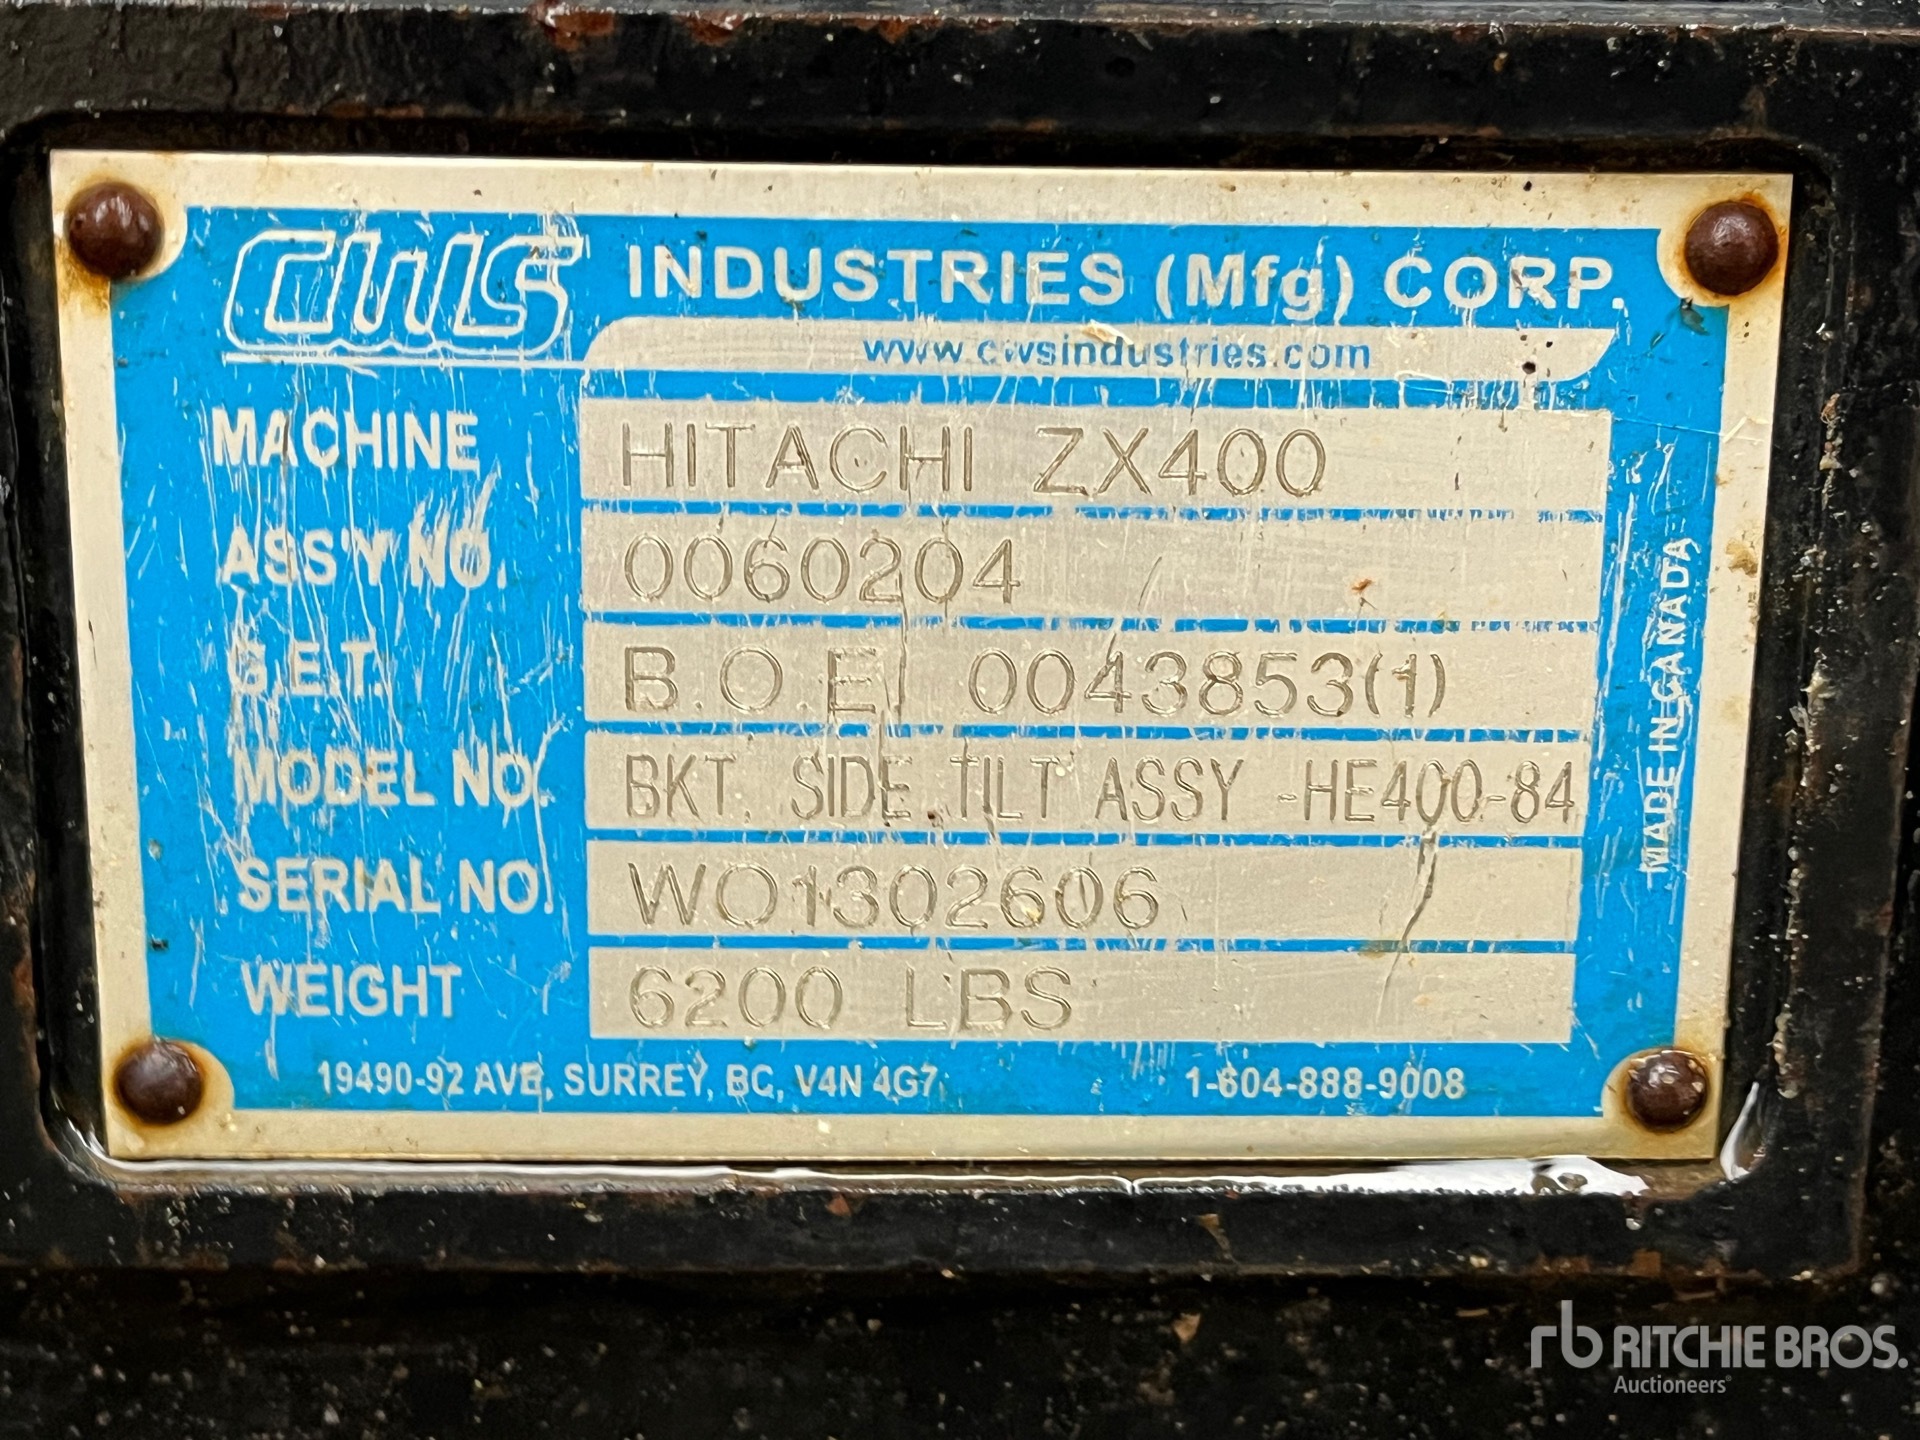 CWS INDUSTRIES (Mfg) CORP.
www.cwsindustries.com
MACHINE HITACHI ZX400
ASS'Y NO. 0060204
G.E.T. B.O.E 0043853(1)
MODEL NO. BKT. SIDE TILT ASSY -HE400-84
SERIAL NO. WO1302606
WEIGHT 6200 LBS
19490-92 AVE, SURREY, BC, V4N 4G7 1-604-888-9008
MADE IN CANADA
rb RITCHIE BROS.
Auctioneers